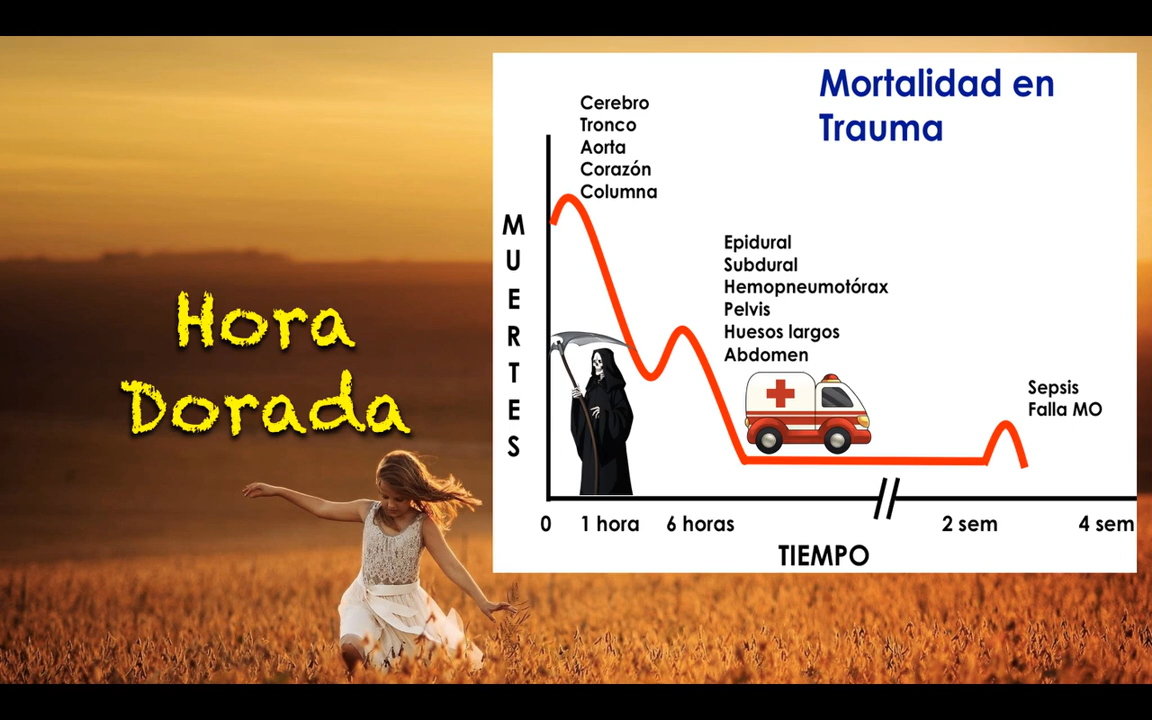 Hora
Dorada
Mortalidad en
Trauma
Cerebro
Tronco
Aorta
Corazón
Columna
MUERTES
Epidural
Subdural
Hemopneumotórax
Pelvis
Huesos largos
Abdomen
Sepsis
Falla MO
0 1 hora 6 horas 2 sem 4 sem
TIEMPO